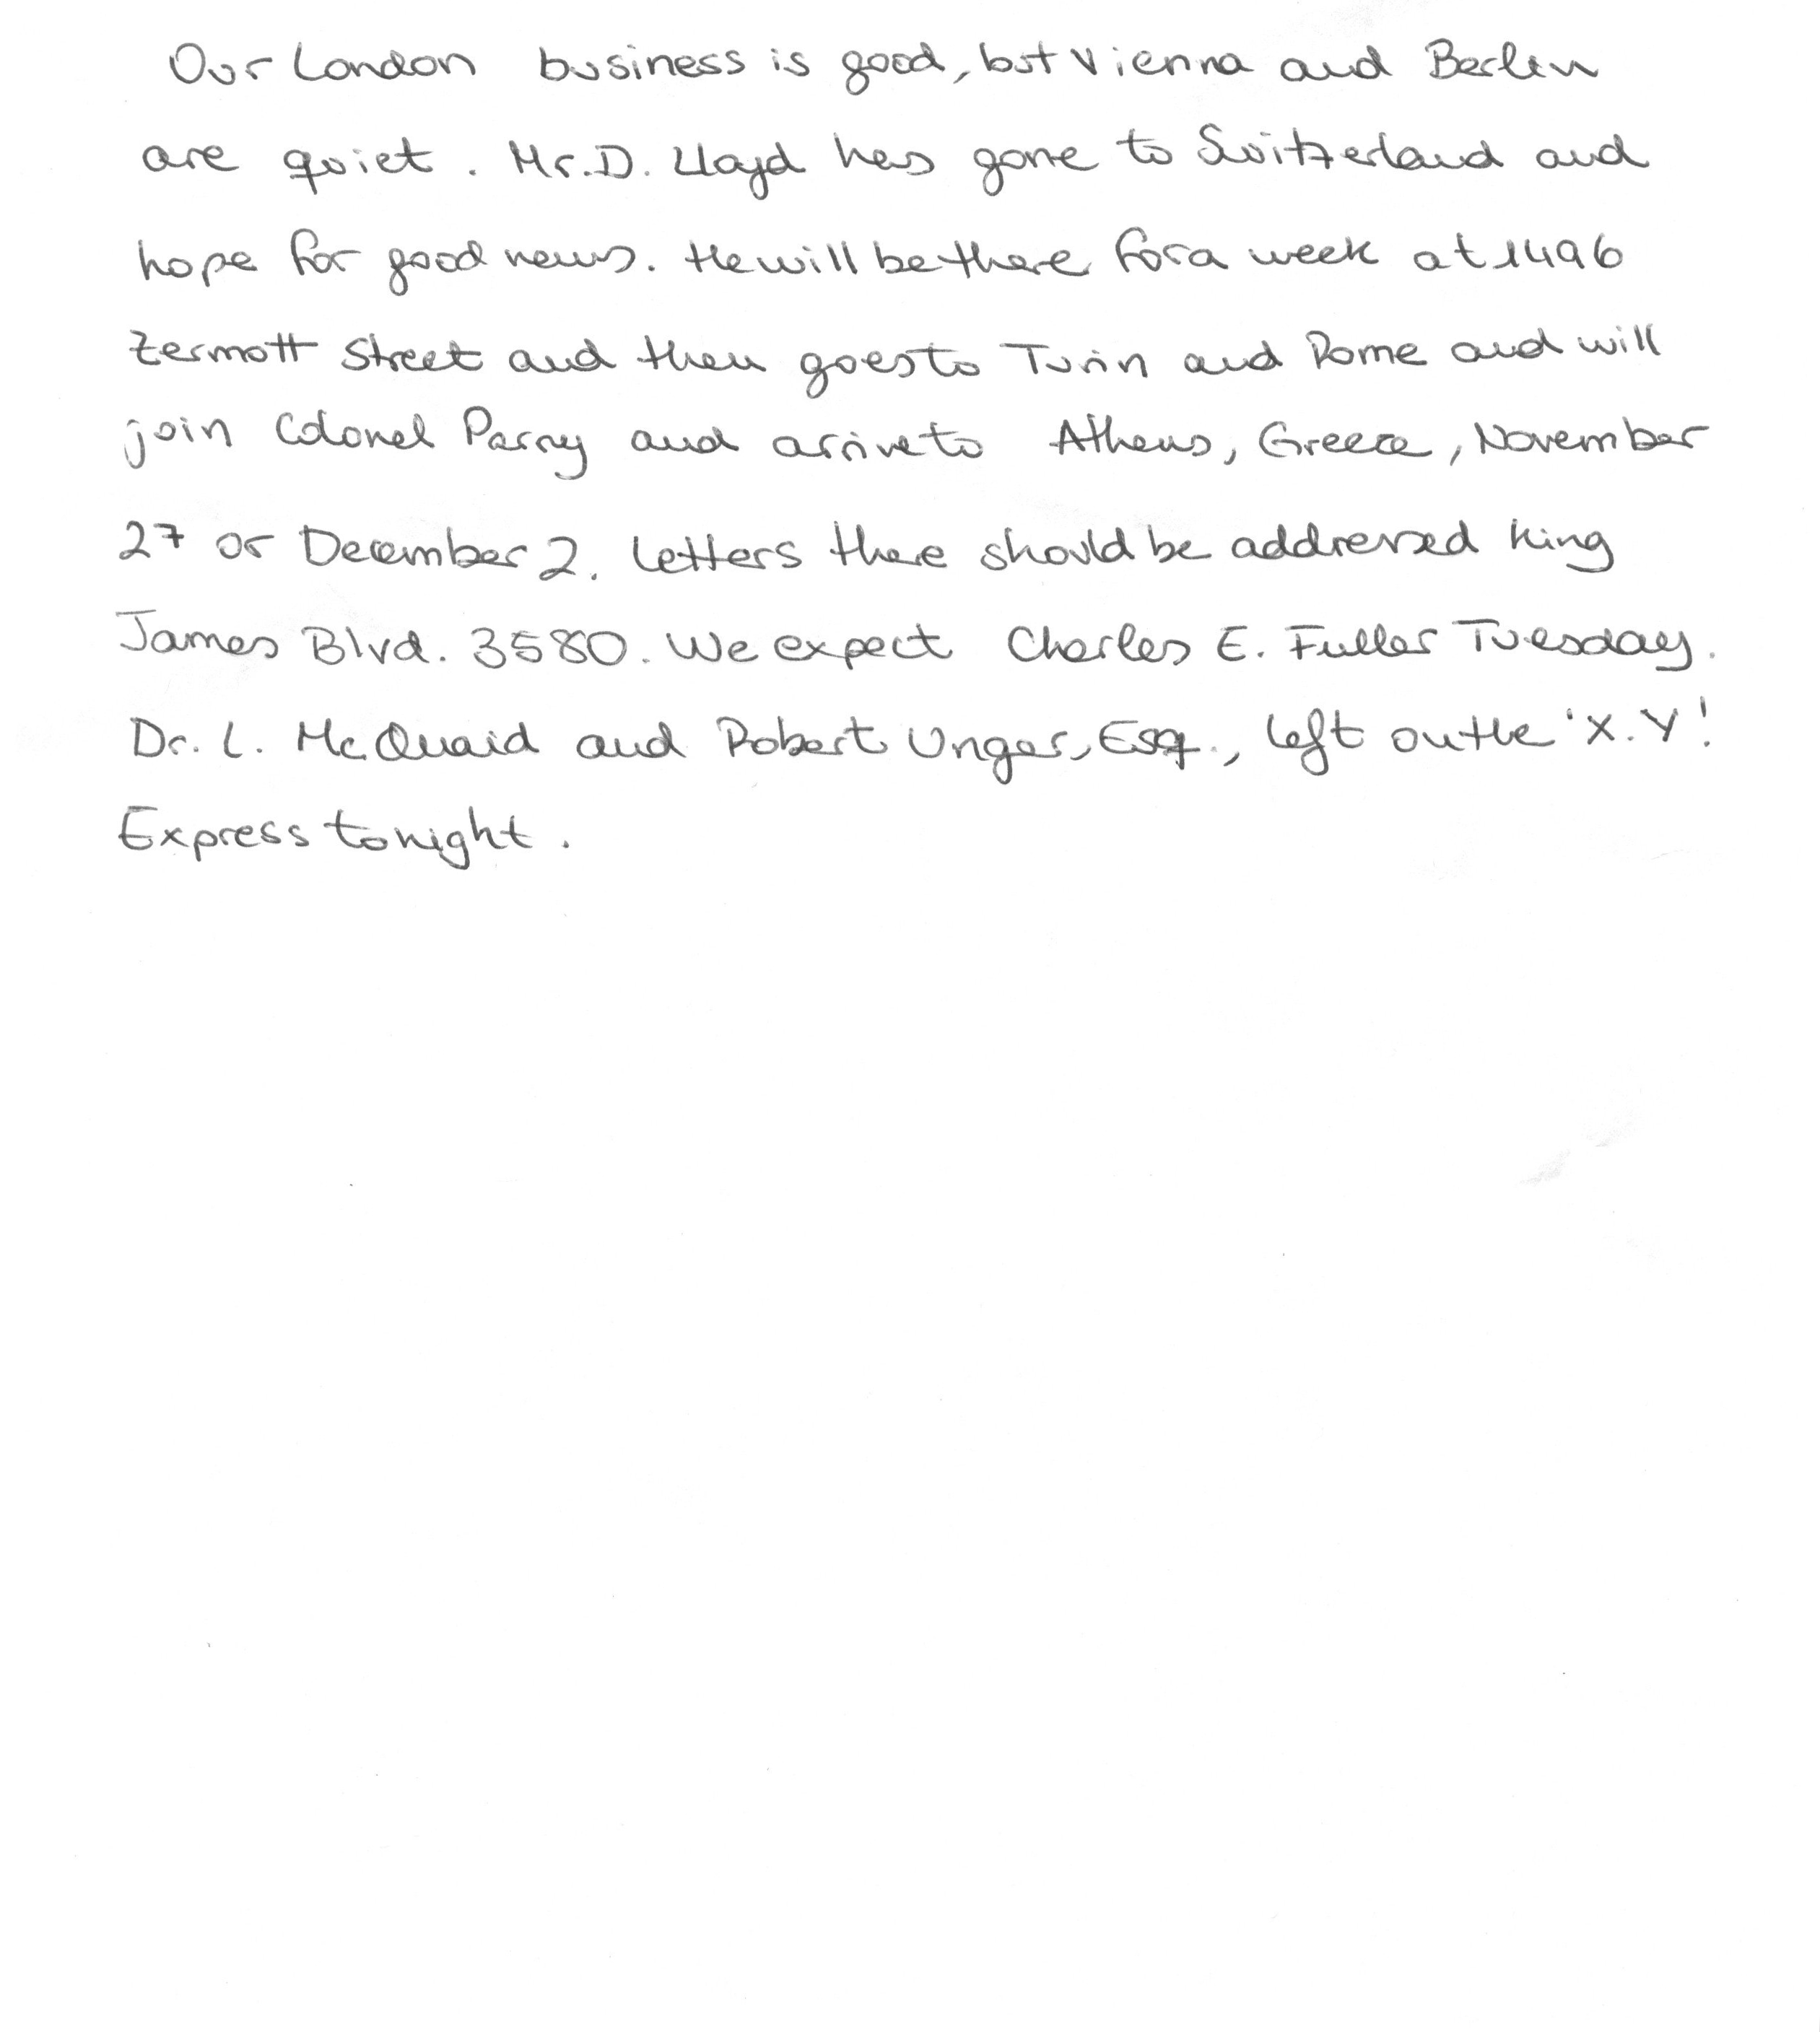 Our London business is good, but Vienna and Berlin
are quiet. Mr. D. Lloyd has gone to Switzerland and
hope for good news. He will be there for a week at 1496
Zermott Street and then goes to Turin and Rome and will
join Colonel Parry and arrive to Athens, Greece, November
27 or December 2. Letters there should be addressed King
James Blvd. 3580. We expect Charles E. Fuller Tuesday.
Dr. L. McQuaid and Robert Unger, Esq., left on the 'X.Y.'
Express tonight.